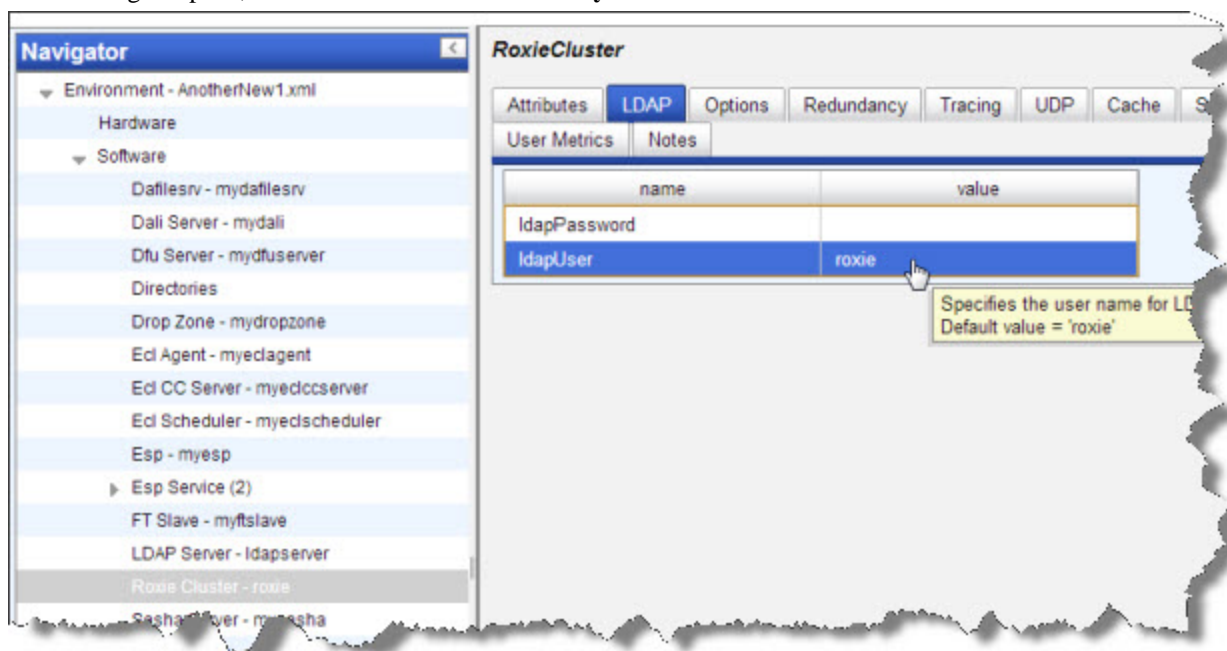 Navigator
Environment - AnotherNew1.xml
Hardware
Software
Dafilesrv - mydafilesrv
Dali Server - mydali
Dfu Server - mydfuserver
Directories
Drop Zone - mydropzone
Ecl Agent - myeclagent
Ecl CC Server - myeclccserver
Ecl Scheduler - myeclscheduler
Esp - myesp
Esp Service (2)
FT Slave - myftslave
LDAP Server - ldapserver
Roxie Cluster - roxie
RoxieCluster
Attributes LDAP Options Redundancy Tracing UDP Cache
User Metrics Notes
name value
ldapPassword
ldapUser roxie
Specifies the user name for
Default value = 'roxie'